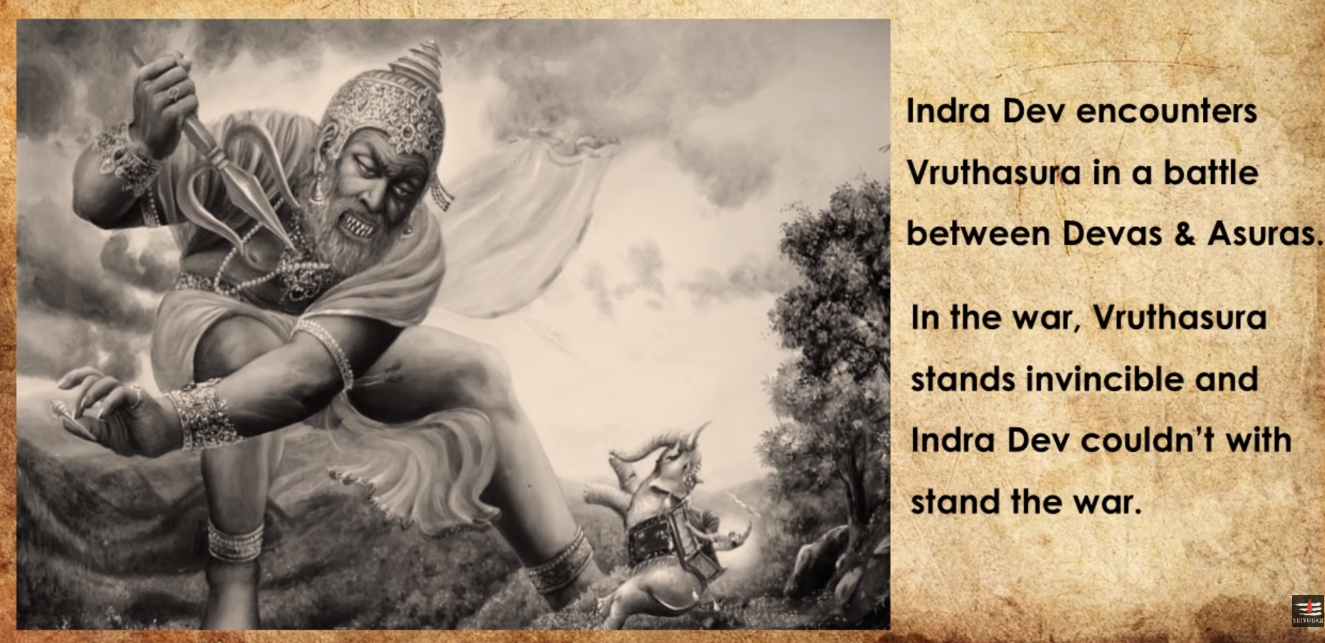 Indra Dev encounters
Vruthasura in a battle
between Devas & Asuras.
In the war, Vruthasura
stands invincible and
Indra Dev couldn't with
stand the war.
SHIVOHAM